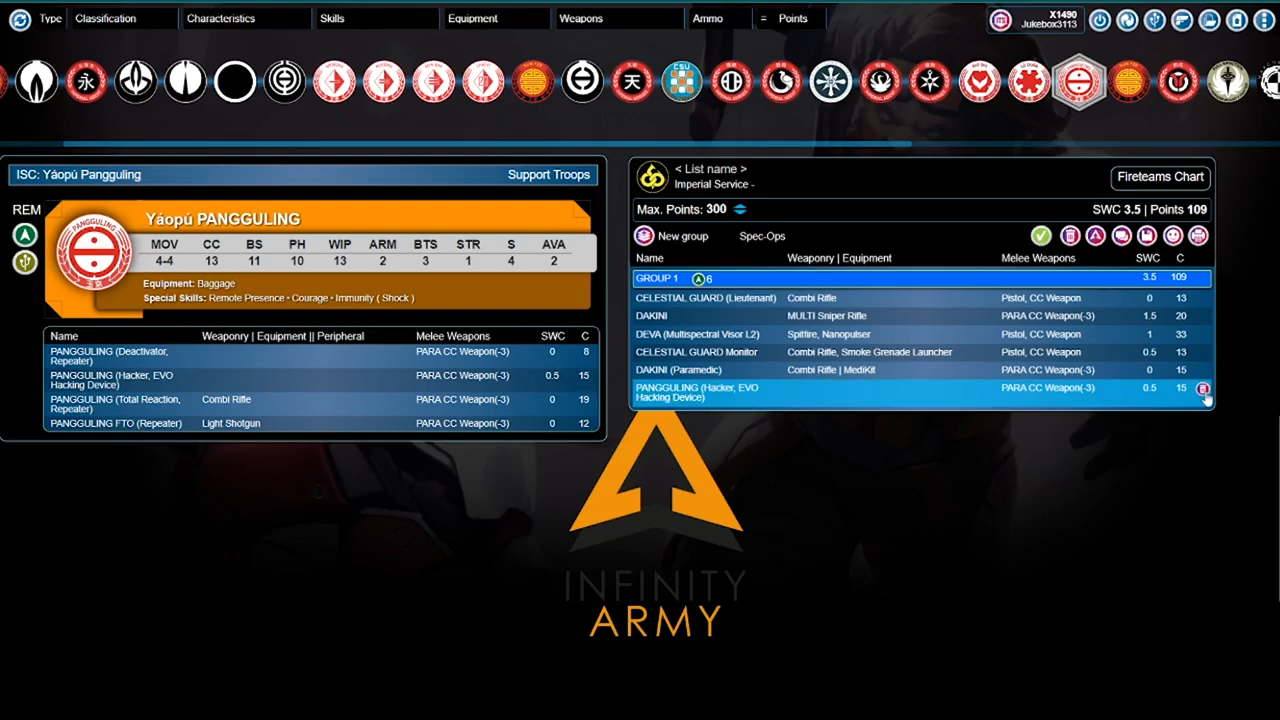 Type Classification Characteristics Skills Equipment Weapons Ammo = Points
ITS X1490
Jukebox3113
CSU
ISC: Yáopú Pangguling Support Troops
REM
Yáopú PANGGULING
PANGGULING
MOV CC BS PH WIP ARM BTS STR S AVA
4-4 13 11 10 13 2 3 1 4 2
Equipment: Baggage
Special Skills: Remote Presence • Courage • Immunity ( Shock )
Name Weaponry | Equipment || Peripheral Melee Weapons SWC C
PANGGULING (Deactivator, Repeater) PARA CC Weapon(-3) 0 8
PANGGULING (Hacker, EVO Hacking Device) PARA CC Weapon(-3) 0.5 15
PANGGULING (Total Reaction, Repeater) Combi Rifle PARA CC Weapon(-3) 0 19
PANGGULING FTO (Repeater) Light Shotgun PARA CC Weapon(-3) 0 12
< List name >
Imperial Service -
Fireteams Chart
Max. Points: 300 SWC 3.5 | Points 109
New group Spec-Ops
Name Weaponry | Equipment Melee Weapons SWC C
GROUP 1 6 3.5 109
CELESTIAL GUARD (Lieutenant) Combi Rifle Pistol, CC Weapon 0 13
DAKINI MULTI Sniper Rifle PARA CC Weapon(-3) 1.5 20
DEVA (Multispectral Visor L2) Spitfire, Nanopulser Pistol, CC Weapon 1 33
CELESTIAL GUARD Monitor Combi Rifle, Smoke Grenade Launcher Pistol, CC Weapon 0.5 13
DAKINI (Paramedic) Combi Rifle | MediKit PARA CC Weapon(-3) 0 15
PANGGULING (Hacker, EVO Hacking Device) PARA CC Weapon(-3) 0.5 15
INFINITY
ARMY